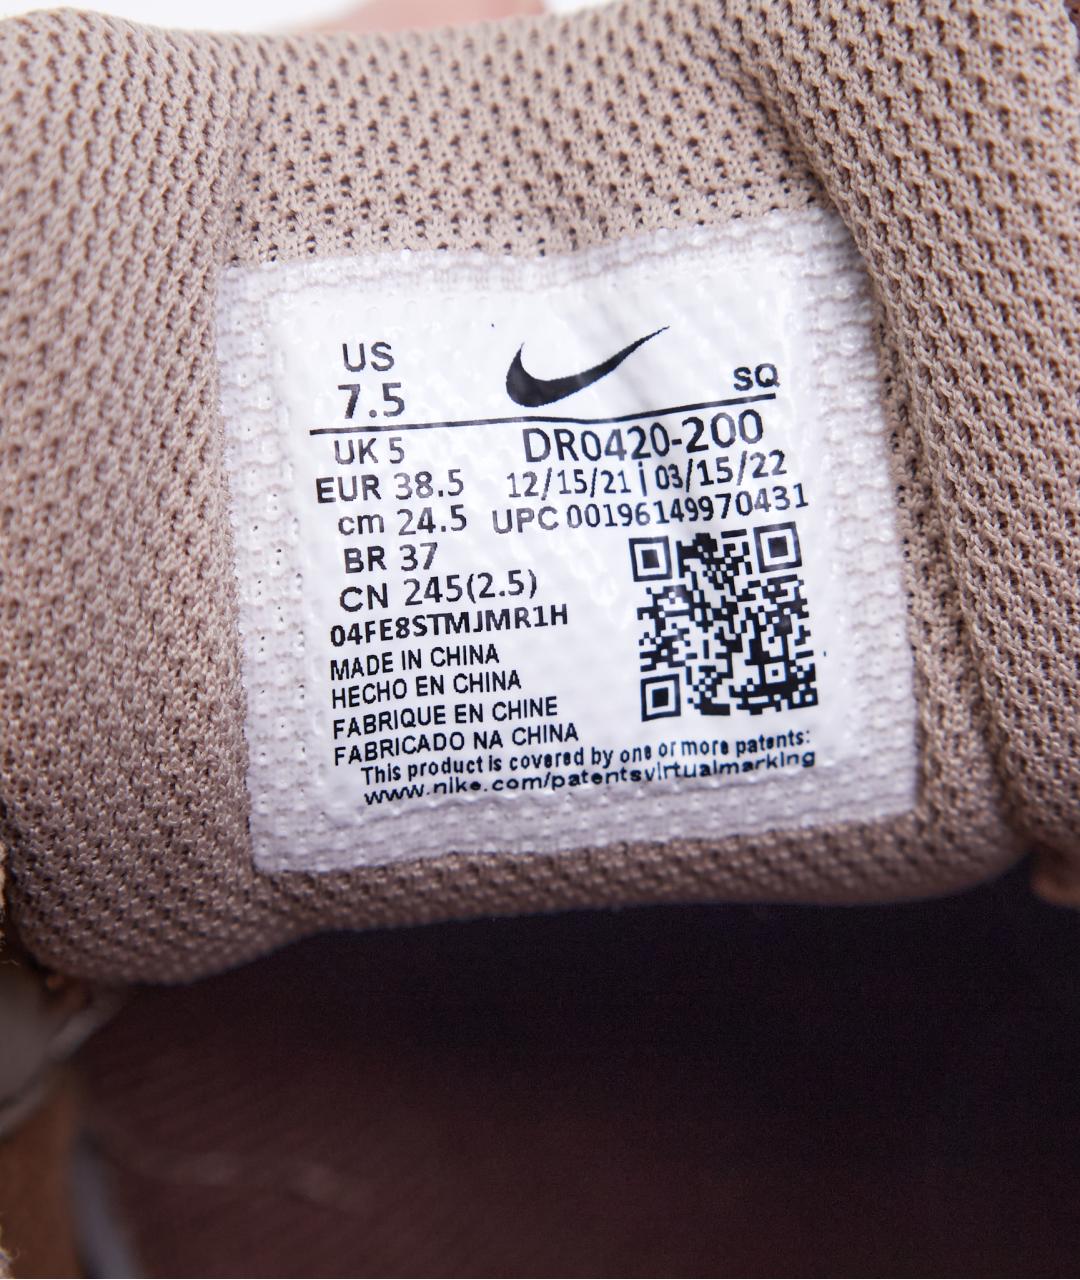 US
7.5
SQ
UK 5
DR0420-200
EUR 38.5
12/15/21 | 03/15/22
cm 24.5
UPC 00196149970431
BR 37
CN 245(2.5)
04FE8STMJMR1H
MADE IN CHINA
HECHO EN CHINA
FABRIQUE EN CHINE
FABRICADO NA CHINA
This product is covered by one or more patents:
www.nike.com/patentsvirtualmarking